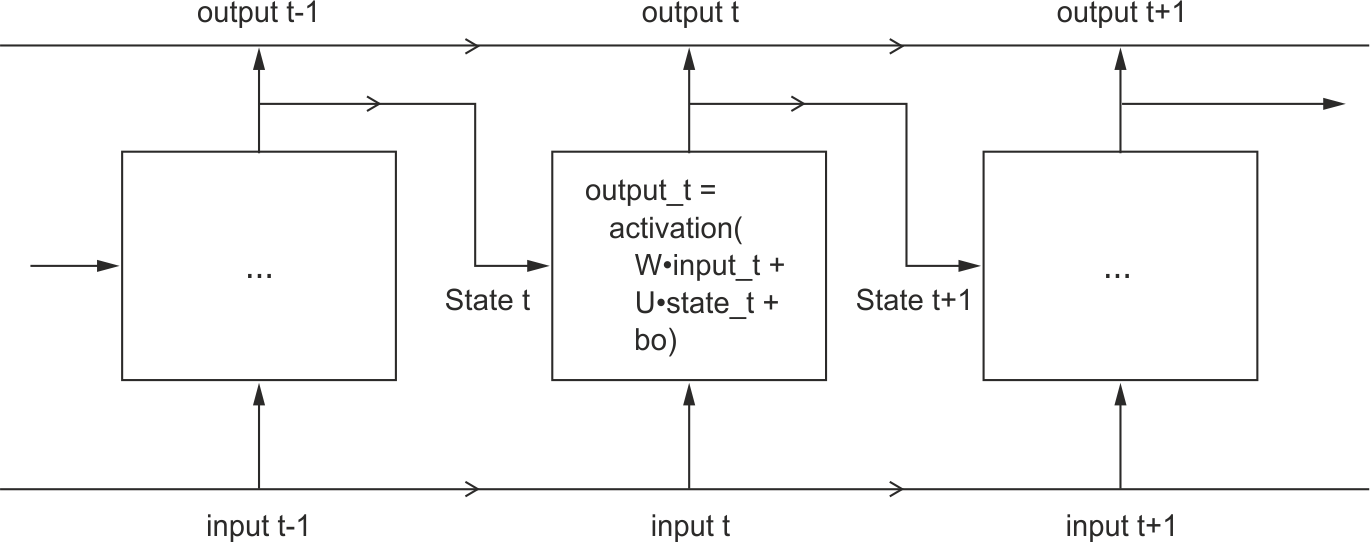 output t-1
output t
output t+1
output_t =
activation(
W•input_t +
U•state_t +
bo)
...
...
State t
State t+1
input t-1
input t
input t+1